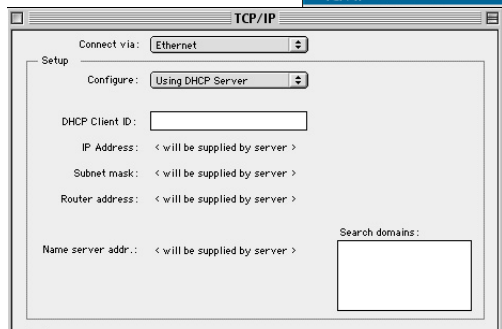 TCP/IP
Connect via: Ethernet
Setup
Configure: Using DHCP Server
DHCP Client ID:
IP Address: < will be supplied by server >
Subnet mask: < will be supplied by server >
Router address: < will be supplied by server >
Search domains:
Name server addr.: < will be supplied by server >